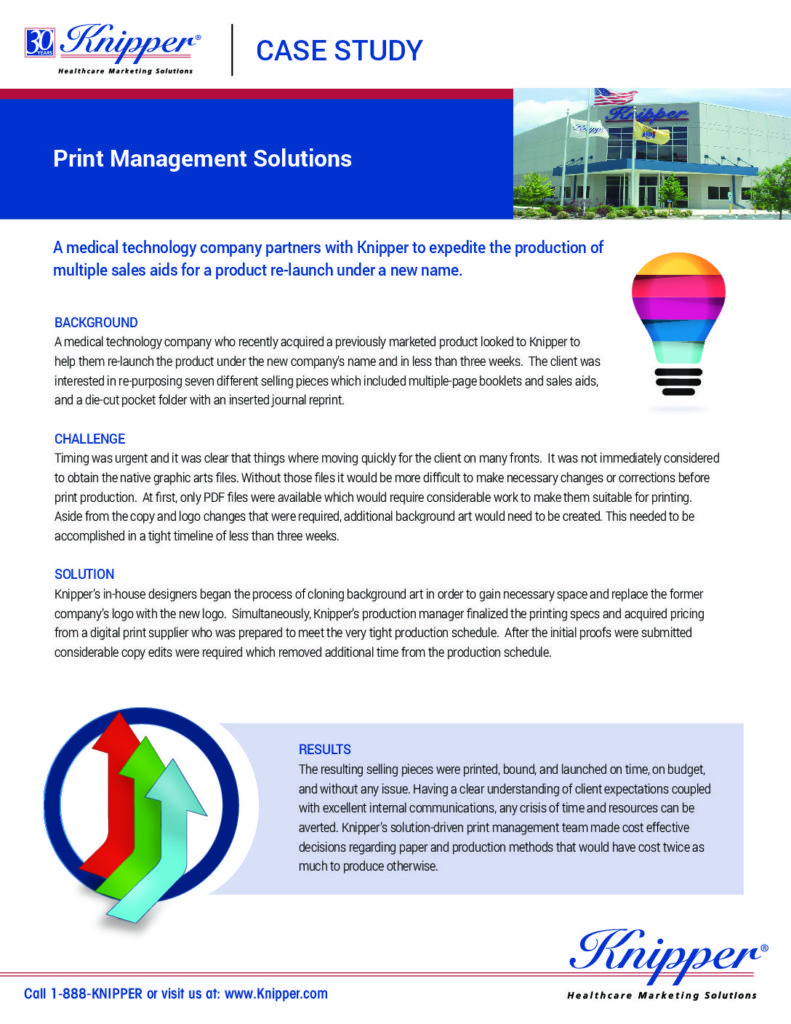 30 YEARS
Knipper®
Healthcare Marketing Solutions
CASE STUDY
Print Management Solutions
Knipper
Knipper
A medical technology company partners with Knipper to expedite the production of
multiple sales aids for a product re-launch under a new name.
BACKGROUND
A medical technology company who recently acquired a previously marketed product looked to Knipper to
help them re-launch the product under the new company's name and in less than three weeks.  The client was
interested in re-purposing seven different selling pieces which included multiple-page booklets and sales aids,
and a die-cut pocket folder with an inserted journal reprint.
CHALLENGE
Timing was urgent and it was clear that things where moving quickly for the client on many fronts.  It was not immediately considered
to obtain the native graphic arts files. Without those files it would be more difficult to make necessary changes or corrections before
print production.  At first, only PDF files were available which would require considerable work to make them suitable for printing.
Aside from the copy and logo changes that were required, additional background art would need to be created. This needed to be
accomplished in a tight timeline of less than three weeks.
SOLUTION
Knipper's in-house designers began the process of cloning background art in order to gain necessary space and replace the former
company's logo with the new logo.  Simultaneously, Knipper's production manager finalized the printing specs and acquired pricing
from a digital print supplier who was prepared to meet the very tight production schedule.  After the initial proofs were submitted
considerable copy edits were required which removed additional time from the production schedule.
RESULTS
The resulting selling pieces were printed, bound, and launched on time, on budget,
and without any issue. Having a clear understanding of client expectations coupled
with excellent internal communications, any crisis of time and resources can be
averted. Knipper's solution-driven print management team made cost effective
decisions regarding paper and production methods that would have cost twice as
much to produce otherwise.
Knipper®
Healthcare Marketing Solutions
Call 1-888-KNIPPER or visit us at: www.Knipper.com